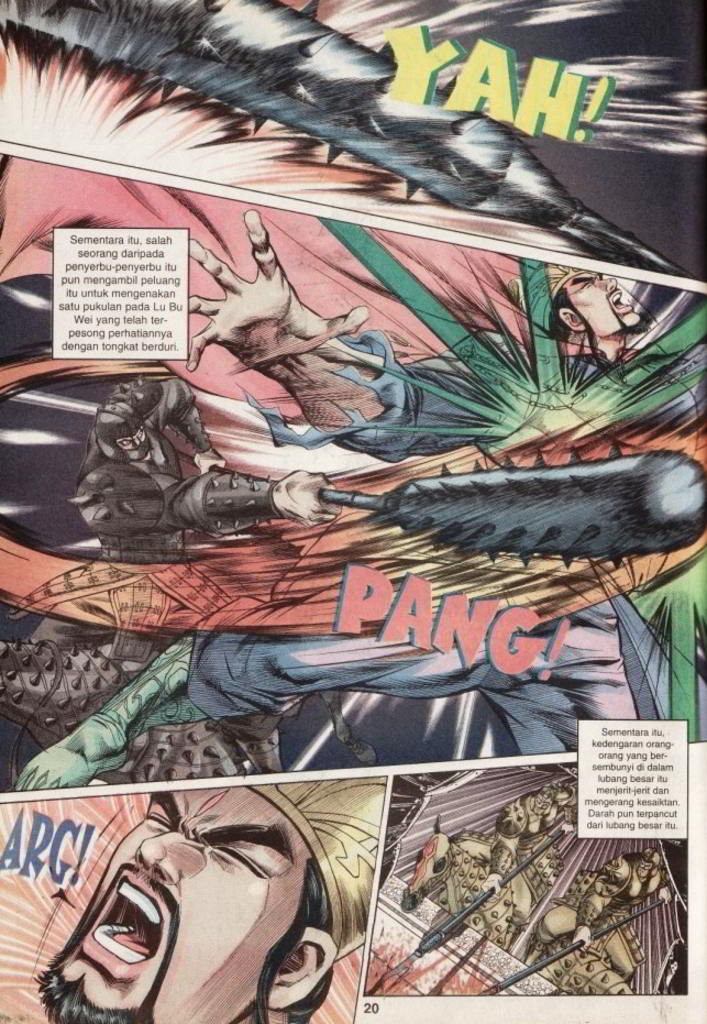 YAH!
Sementara itu, salah
seorang daripada
penyerbu-penyerbu itu
pun mengambil peluang
itu untuk mengenakan
satu pukulan pada Lu Bu
Wei yang telah ter-
pesong perhatiannya
dengan tongkat berduri.
PANG!
Sementara itu,
kedengaran orang-
orang yang ber-
sembunyi di dalam
lubang besar itu
menjerit-jerit dan
mengerang kesaiktan.
Darah pun terpancut
dari lubang besar itu.
ARG!
20